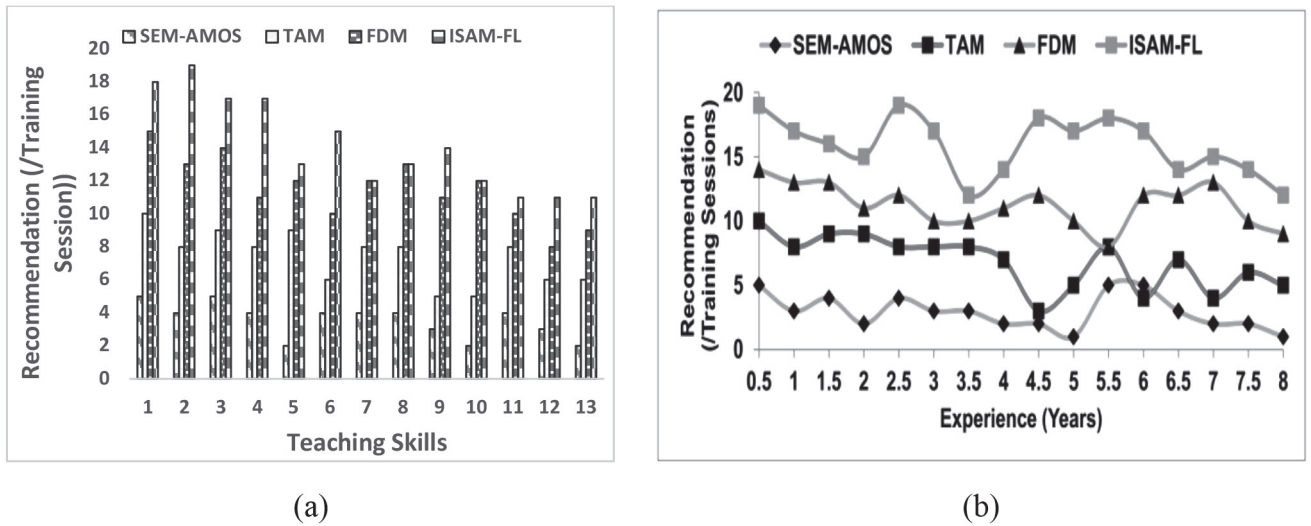 SEM-AMOS TAM FDM ISAM-FL
Recommendation (/Training
Session))
20
18
16
14
12
10
8
6
4
2
0
1 2 3 4 5 6 7 8 9 10 11 12 13
Teaching Skills
(a)
SEM-AMOS TAM FDM ISAM-FL
Recommendation
(/Training Sessions)
20
15
10
5
0
0.5 1 1.5 2 2.5 3 3.5 4 4.5 5 5.5 6 6.5 7 7.5 8
Experience (Years)
(b)